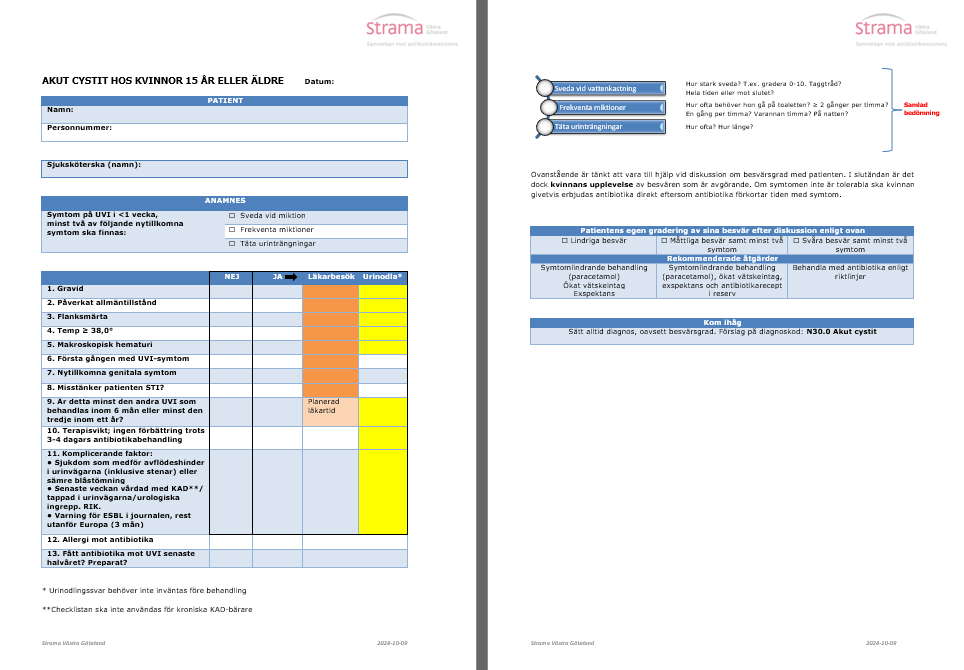 Strama Västra Götaland
Samverkan mot antibiotikaresistens
AKUT CYSTIT HOS KVINNOR 15 ÅR ELLER ÄLDRE Datum:
PATIENT
Namn:
Personnummer:
Sjuksköterska (namn):
ANAMNES
Symtom på UVI i <1 vecka,
minst två av följande nytillkomna
symtom ska finnas:
☐ Sveda vid miktion
☐ Frekventa miktioner
☐ Täta urinträngningar
NEJ JA Läkarbesök Urinodla*
1. Gravid
2. Påverkat allmäntillstånd
3. Flanksmärta
4. Temp ≥ 38,0°
5. Makroskopisk hematuri
6. Första gången med UVI-symtom
7. Nytillkomna genitala symtom
8. Misstänker patienten STI?
9. Är detta minst den andra UVI som
behandlas inom 6 mån eller minst den
tredje inom ett år?
Planerad
läkartid
10. Terapisvikt; ingen förbättring trots
3-4 dagars antibiotikabehandling
11. Komplicerande faktor:
● Sjukdom som medför avflödeshinder
i urinvägarna (inklusive stenar) eller
sämre blåstömning
● Senaste veckan vårdad med KAD**/
tappad i urinvägarna/urologiska
ingrepp. RIK.
● Varning för ESBL i journalen, rest
utanför Europa (3 mån)
12. Allergi mot antibiotika
13. Fått antibiotika mot UVI senaste
halvåret? Preparat?
* Urinodlingssvar behöver inte inväntas före behandling
**Checklistan ska inte användas för kroniska KAD-bärare
Strama Västra Götaland 2024-10-09
Strama Västra Götaland
Samverkan mot antibiotikaresistens
Sveda vid vattenkastning
Hur stark sveda? T.ex. gradera 0-10. Taggtråd?
Hela tiden eller mot slutet?
Frekventa miktioner
Hur ofta behöver hon gå på toaletten? ≥ 2 gånger per timma?
En gång per timma? Varannan timma? På natten?
Täta urinträngningar
Hur ofta? Hur länge?
Samlad
bedömning
Ovanstående är tänkt att vara till hjälp vid diskussion om besvärsgrad med patienten. I slutändan är det
dock kvinnans upplevelse av besvären som är avgörande. Om symtomen inte är tolerabla ska kvinnan
givetvis erbjudas antibiotika direkt eftersom antibiotika förkortar tiden med symtom.
Patientens egen gradering av sina besvär efter diskussion enligt ovan
☐ Lindriga besvär
☐ Måttliga besvär samt minst två
symtom
☐ Svåra besvär samt minst två
symtom
Rekommenderade åtgärder
Symtomlindrande behandling
(paracetamol)
Ökat vätskeintag
Exspektans
Symtomlindrande behandling
(paracetamol), ökat vätskeintag,
exspektans och antibiotikarecept
i reserv
Behandla med antibiotika enligt
riktlinjer
Kom ihåg
Sätt alltid diagnos, oavsett besvärsgrad. Förslag på diagnoskod: N30.0 Akut cystit
Strama Västra Götaland 2024-10-09